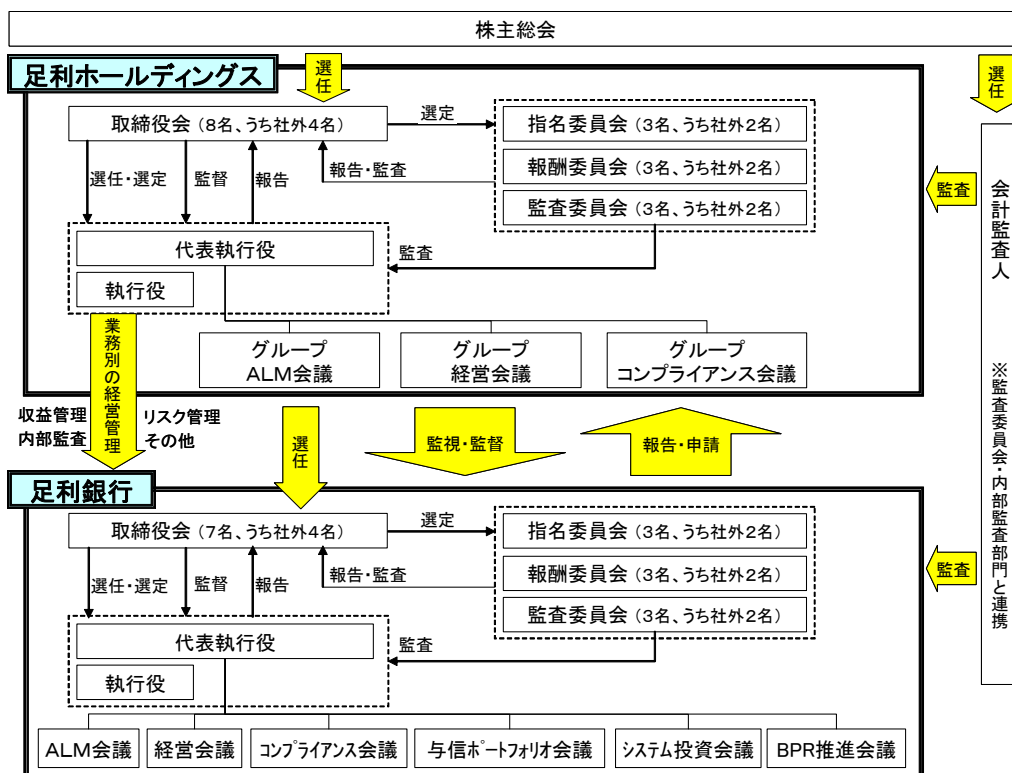 株主総会
足利ホールディングス
選任
選任
取締役会（8名、うち社外4名）
選定
指名委員会（3名、うち社外2名）
報酬委員会（3名、うち社外2名）
監査委員会（3名、うち社外2名）
選任・選定
監督
報告
報告・監査
代表執行役
執行役
監査
監査
会計監査人
※監査委員会・内部監査部門と連携
グループ
ALM会議
グループ
経営会議
グループ
コンプライアンス会議
業務別の経営管理
収益管理
内部監査
リスク管理
その他
選任
監視・監督
報告・申請
足利銀行
取締役会（7名、うち社外4名）
選定
指名委員会（3名、うち社外2名）
報酬委員会（3名、うち社外2名）
監査委員会（3名、うち社外2名）
選任・選定
監督
報告
報告・監査
代表執行役
執行役
監査
監査
ALM会議
経営会議
コンプライアンス会議
与信ポートフォリオ会議
システム投資会議
BPR推進会議